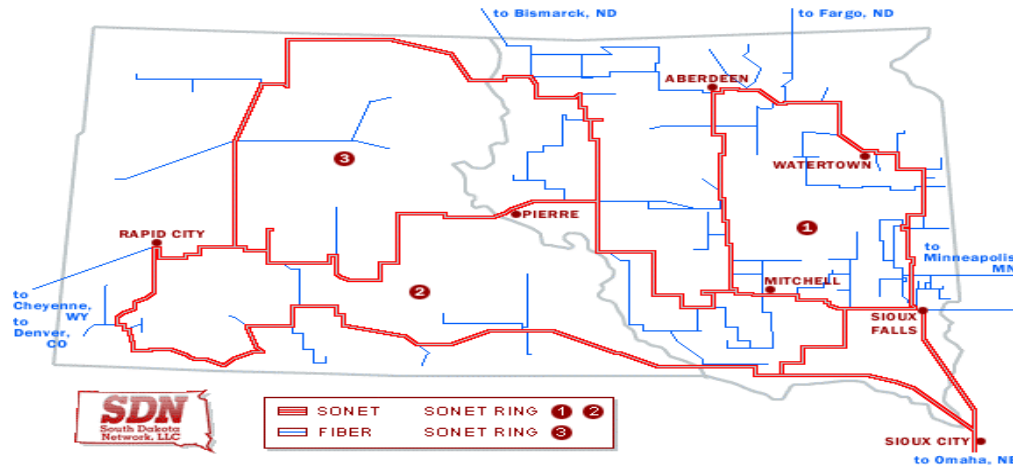 to Bismarck, ND
to Fargo, ND
ABERDEEN
WATERTOWN
3
PIERRE
1
RAPID CITY
to
Minneapolis,
MN
MITCHELL
2
to
Cheyenne,
WY
to
Denver,
CO
SIOUX
FALLS
SDN
South Dakota
Network, LLC
SONET SONET RING 1 2
FIBER SONET RING 3
SIOUX CITY
to Omaha, NE